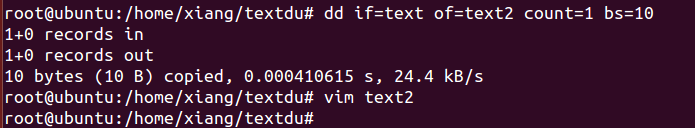 root@ubuntu:/home/xiang/textdu# dd if=text of=text2 count=1 bs=10
1+0 records in
1+0 records out
10 bytes (10 B) copied, 0.000410615 s, 24.4 kB/s
root@ubuntu:/home/xiang/textdu# vim text2
root@ubuntu:/home/xiang/textdu#